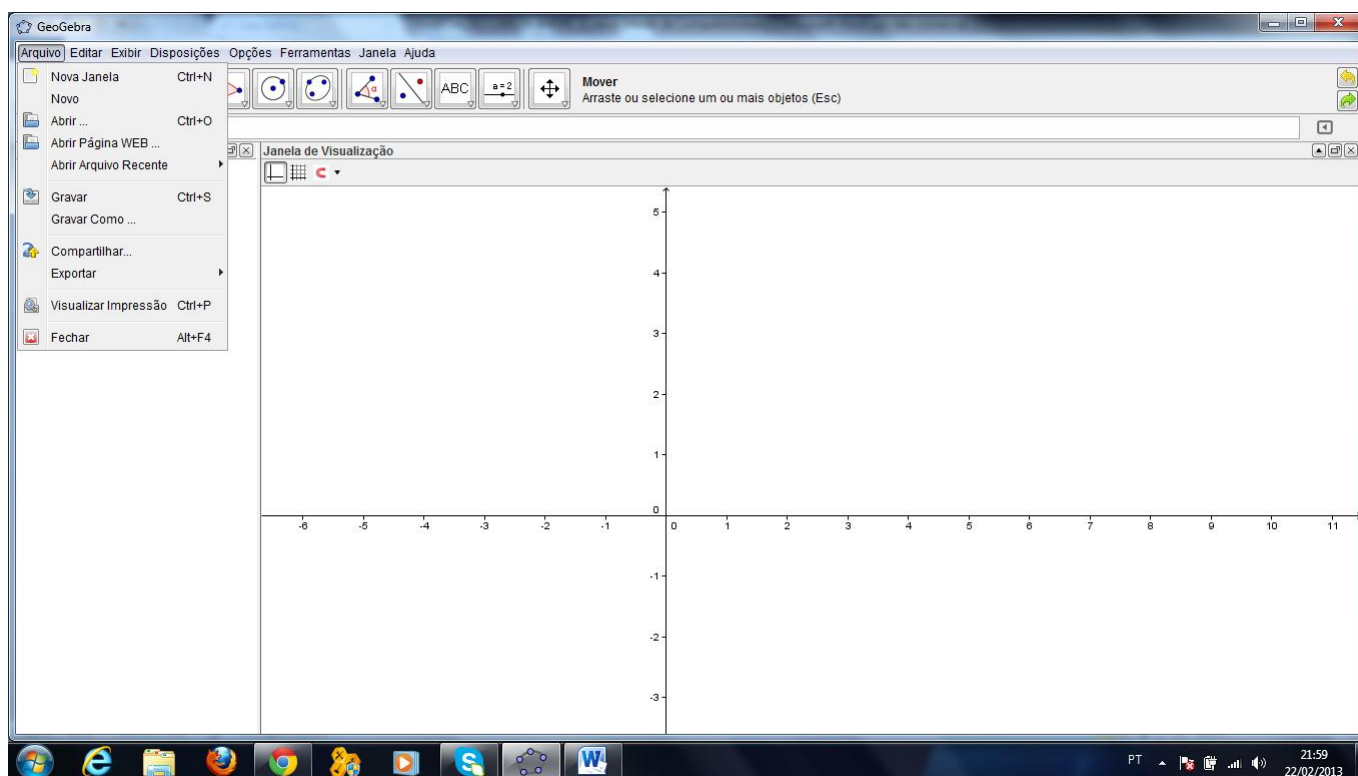 GeoGebra
Arquivo Editar Exibir Disposições Opções Ferramentas Janela Ajuda
Nova Janela Ctrl+N
Novo
Abrir ... Ctrl+O
Abrir Página WEB ...
Abrir Arquivo Recente
Gravar Ctrl+S
Gravar Como ...
Compartilhar...
Exportar
Visualizar Impressão Ctrl+P
Fechar Alt+F4
ABC
a=2
Mover
Arraste ou selecione um ou mais objetos (Esc)
Janela de Visualização
5
4
3
2
1
0
-6 -5 -4 -3 -2 -1 0 1 2 3 4 5 6 7 8 9 10 11
-1
-2
-3
PT
21:59
22/02/2013